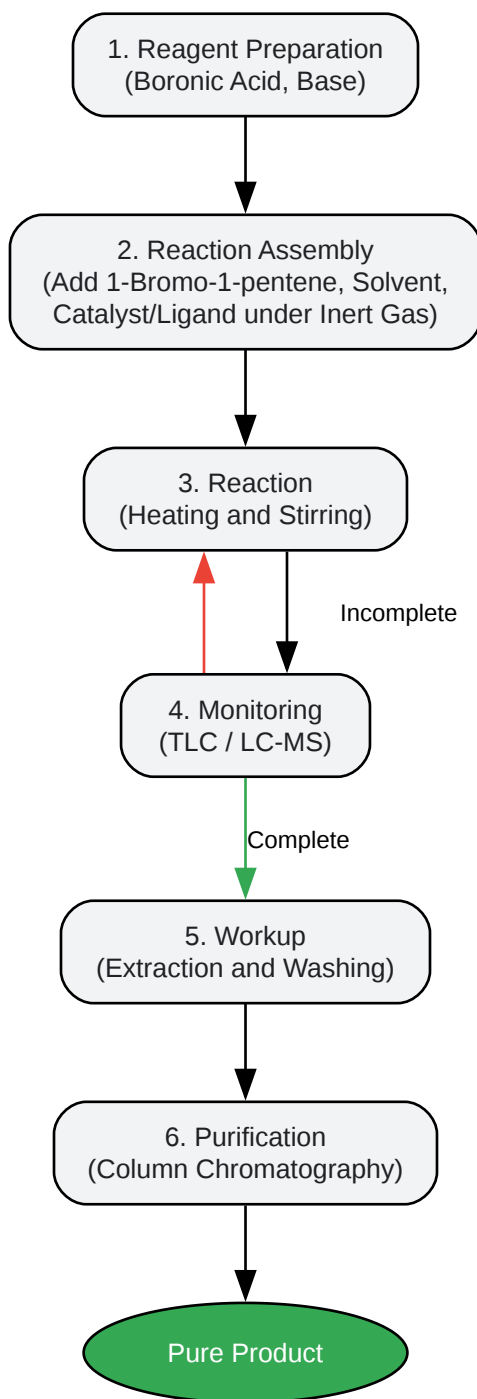 1. Reagent Preparation
(Boronic Acid, Base)
2. Reaction Assembly
(Add 1-Bromo-1-pentene, Solvent,
Catalyst/Ligand under Inert Gas)
3. Reaction
(Heating and Stirring)
Incomplete
4. Monitoring
(TLC / LC-MS)
Complete
5. Workup
(Extraction and Washing)
6. Purification
(Column Chromatography)
Pure Product